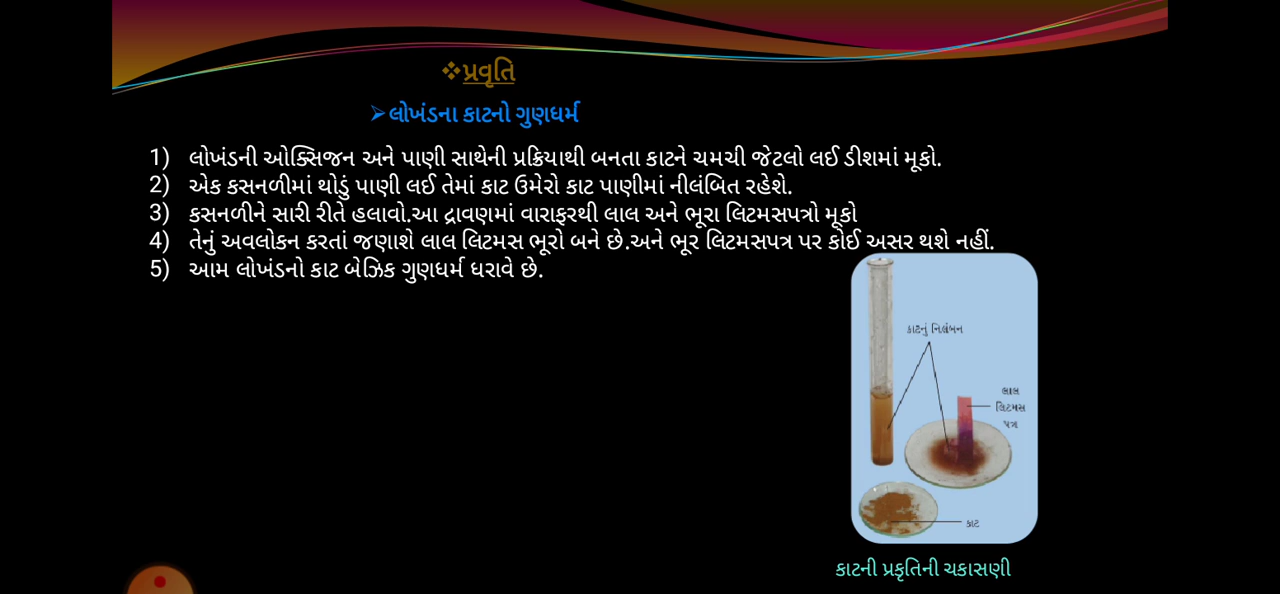 ❖પ્રવૃતિ
➢લોખંડના કાટનો ગુણધર્મ
1) લોખંડની ઓક્સિજન અને પાણી સાથેની પ્રક્રિયાથી બનતા કાટને ચમચી જેટલો લઈ ડીશમાં મૂકો.
2) એક કસનળીમાં થોડું પાણી લઈ તેમાં કાટ ઉમેરો કાટ પાણીમાં નીલંબિત રહેશે.
3) કસનળીને સારી રીતે હલાવો.આ દ્રાવણમાં વારાફરથી લાલ અને ભૂરા લિટમસપત્રો મૂકો
4) તેનું અવલોકન કરતાં જણાશે લાલ લિટમસ ભૂરો બને છે.અને ભૂર લિટમસપત્ર પર કોઈ અસર થશે નહીં.
5) આમ લોખંડનો કાટ બેઝિક ગુણધર્મ ધરાવે છે.
કાટનું નિલંબન
લાલ
લિટમસ
પત્ર
કાટ
કાટની પ્રકૃતિની ચકાસણી